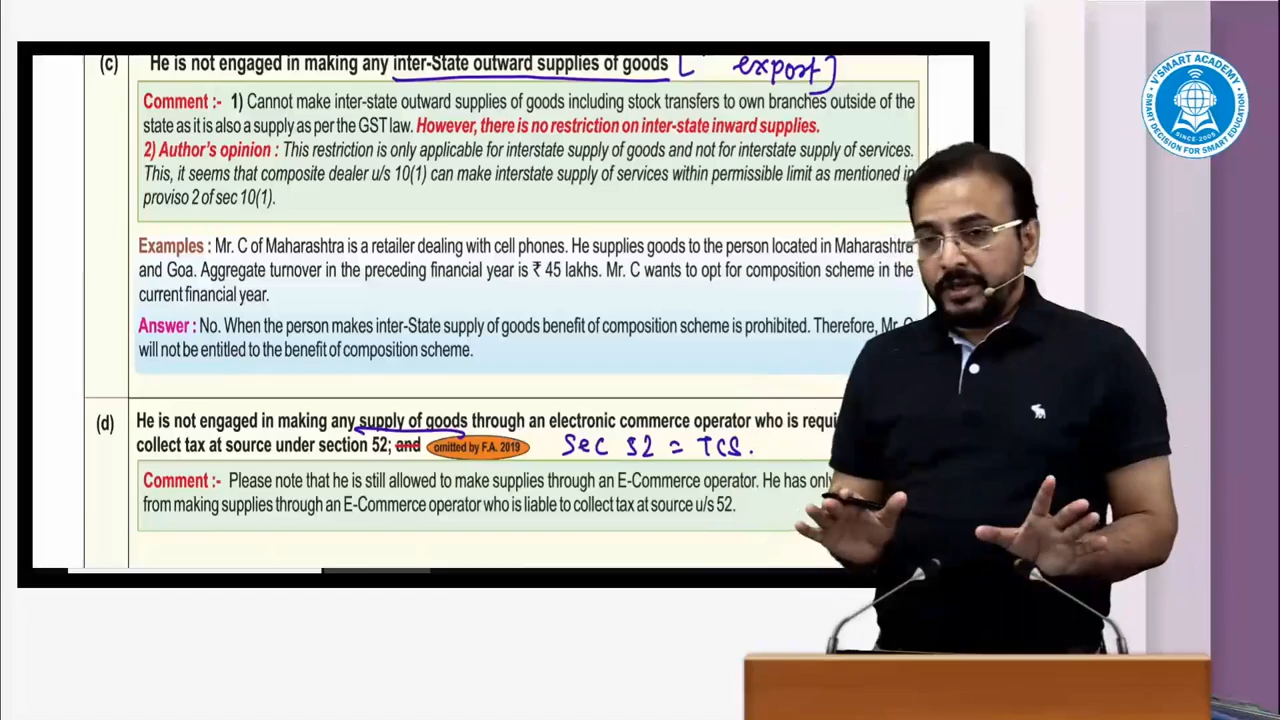 (c) He is not engaged in making any inter-State outward supplies of goods [ " export]
Comment :- 1) Cannot make inter-state outward supplies of goods including stock transfers to own branches outside of the
state as it is also a supply as per the GST law. However, there is no restriction on inter-state inward supplies.
2) Author's opinion : This restriction is only applicable for interstate supply of goods and not for interstate supply of services.
This, it seems that composite dealer u/s 10(1) can make interstate supply of services within permissible limit as mentioned in
proviso 2 of sec 10(1).
Examples : Mr. C of Maharashtra is a retailer dealing with cell phones. He supplies goods to the person located in Maharashtra
and Goa. Aggregate turnover in the preceding financial year is ₹ 45 lakhs. Mr. C wants to opt for composition scheme in the
current financial year.
Answer : No. When the person makes inter-State supply of goods benefit of composition scheme is prohibited. Therefore, Mr. C
will not be entitled to the benefit of composition scheme.
(d) He is not engaged in making any supply of goods through an electronic commerce operator who is requi
collect tax at source under section 52; and omitted by F.A. 2019 Sec 52 = TCS.
Comment :- Please note that he is still allowed to make supplies through an E-Commerce operator. He has only
from making supplies through an E-Commerce operator who is liable to collect tax at source u/s 52.
V'SMART ACADEMY
SINCE-2005
SMART DECISION FOR SMART EDUCATION